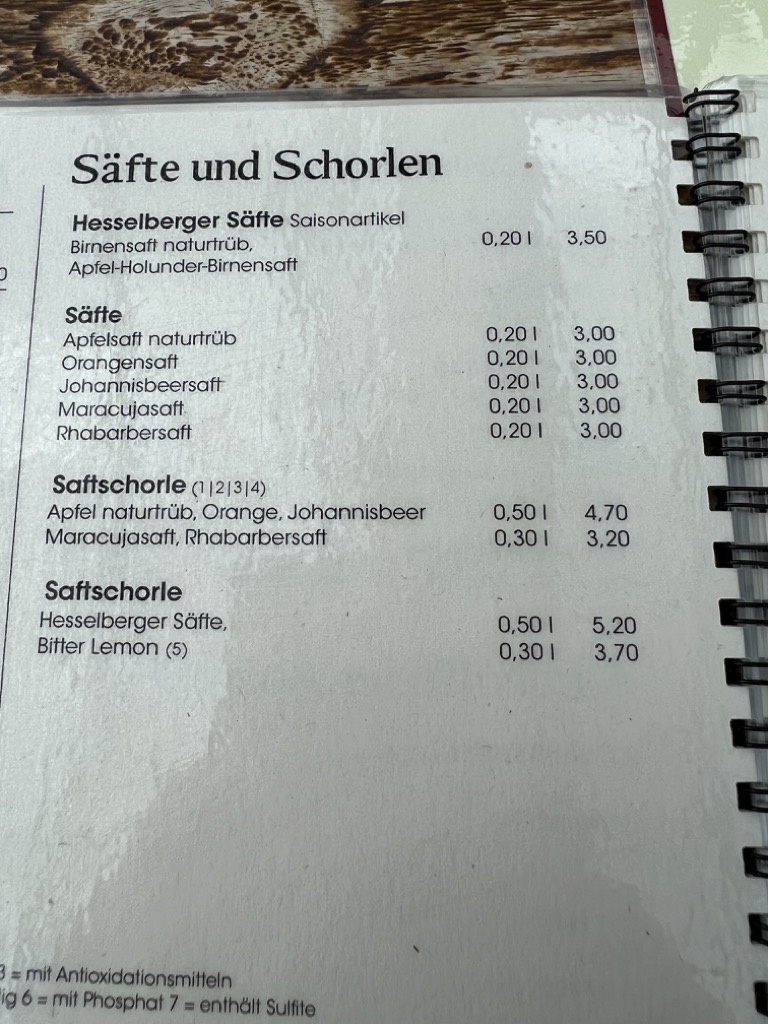 Säfte und Schorlen
Hesselberger Säfte Saisonartikel
Birnensaft naturtrüb, 0,20 l 3,50
Apfel-Holunder-Birnensaft
Säfte
Apfelsaft naturtrüb 0,20 l 3,00
Orangensaft 0,20 l 3,00
Johannisbeersaft 0,20 l 3,00
Maracujasaft 0,20 l 3,00
Rhabarbersaft 0,20 l 3,00
Saftschorle (1|2|3|4)
Apfel naturtrüb, Orange, Johannisbeer 0,50 l 4,70
Maracujasaft, Rhabarbersaft 0,30 l 3,20
Saftschorle
Hesselberger Säfte, 0,50 l 5,20
Bitter Lemon (5) 0,30 l 3,70
3 = mit Antioxidationsmitteln
ig 6 = mit Phosphat 7 = enthält Sulfite